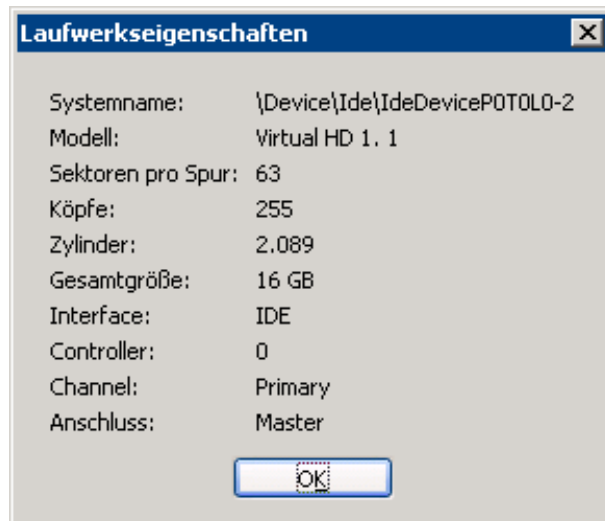 Laufwerkseigenschaften
Systemname: \Device\Ide\IdeDeviceP0T0L0-2
Modell: Virtual HD 1. 1
Sektoren pro Spur: 63
Köpfe: 255
Zylinder: 2.089
Gesamtgröße: 16 GB
Interface: IDE
Controller: 0
Channel: Primary
Anschluss: Master
OK